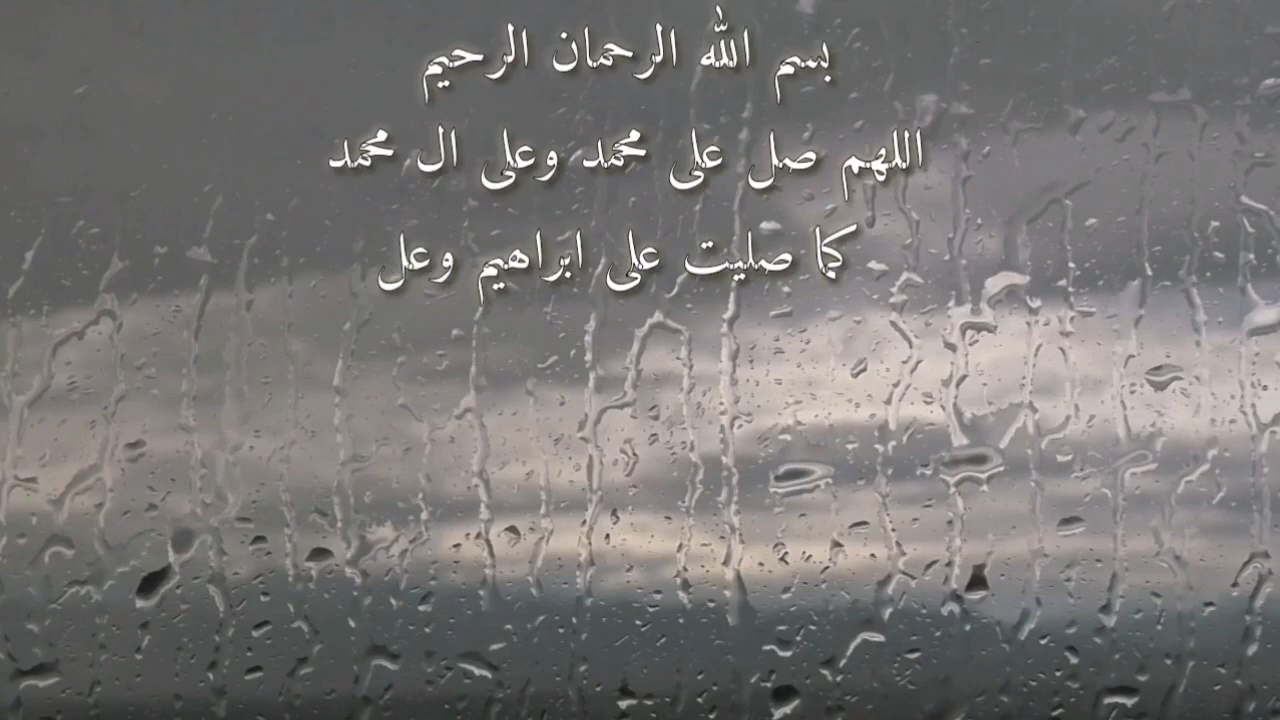 بسم الله الرحمان الرحيم
اللهم صل على محمد وعلى ال محمد
كما صليت على ابراهيم وعل